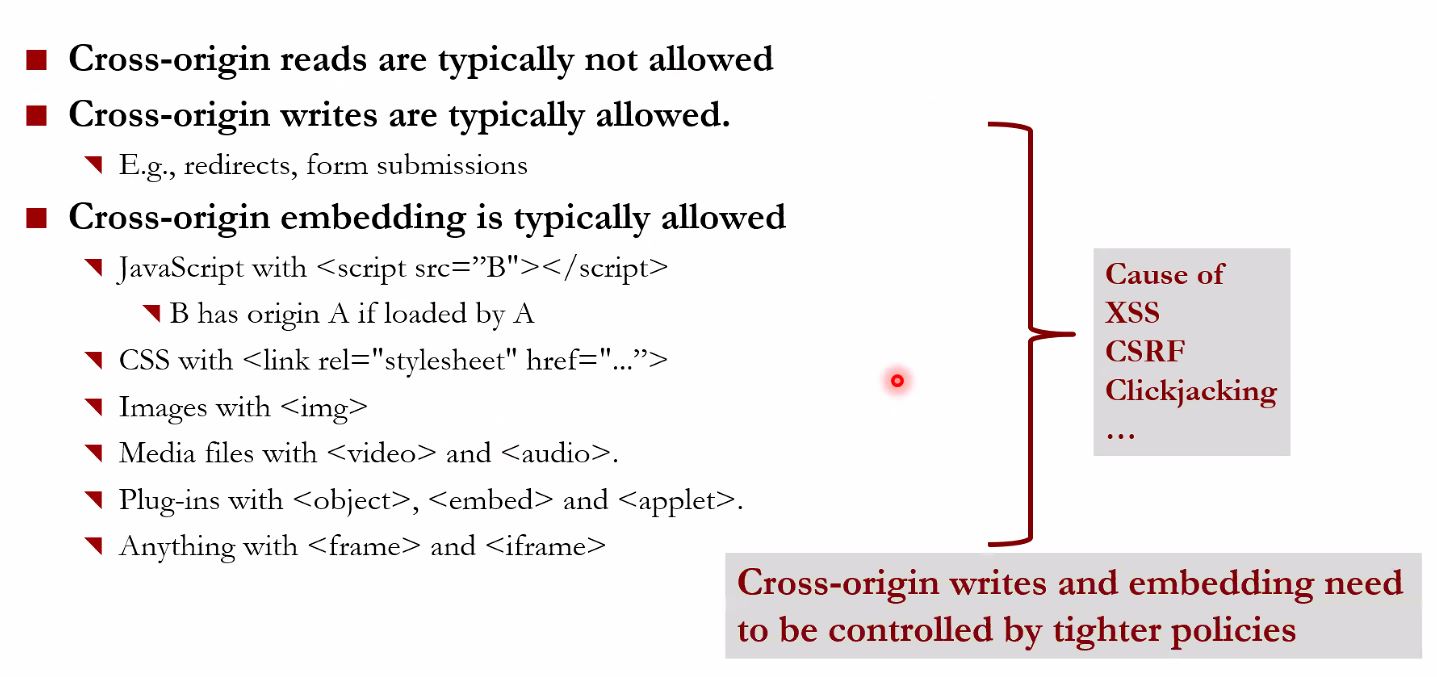 Cross-origin reads are typically not allowed
Cross-origin writes are typically allowed.
E.g., redirects, form submissions
Cross-origin embedding is typically allowed
JavaScript with <script src=”B"></script>
B has origin A if loaded by A
CSS with <link rel="stylesheet" href="...”>
Images with <img>
Media files with <video> and <audio>.
Plug-ins with <object>, <embed> and <applet>.
Anything with <frame> and <iframe>
Cause of
XSS
CSRF
Clickjacking
…
Cross-origin writes and embedding need
to be controlled by tighter policies